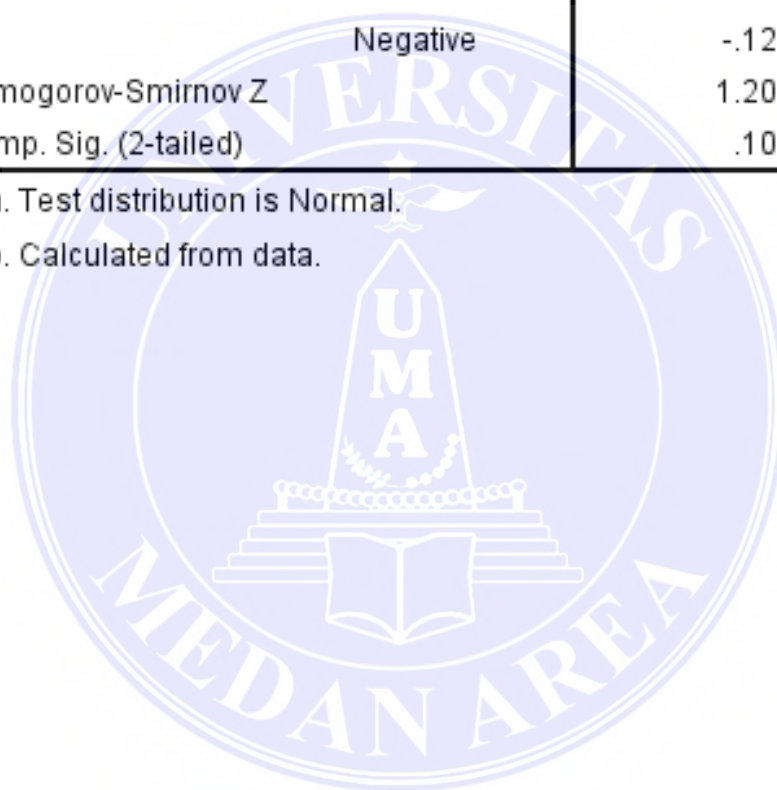 Negative -.12
mogorov-Smirnov Z 1.20
mp. Sig. (2-tailed) .10
. Test distribution is Normal.
. Calculated from data.
UNIVERSITAS
UMA
MEDAN AREA